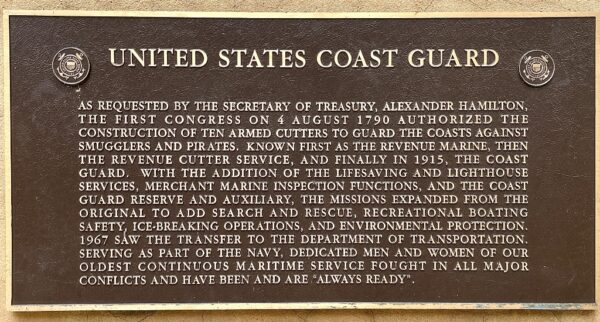 UNITED STATES COAST GUARD
AS REQUESTED BY THE SECRETARY OF TREASURY, ALEXANDER HAMILTON,
THE FIRST CONGRESS ON 4 AUGUST 1790 AUTHORIZED THE
CONSTRUCTION OF TEN ARMED CUTTERS TO GUARD THE COASTS AGAINST
SMUGGLERS AND PIRATES. KNOWN FIRST AS THE REVENUE MARINE, THEN
THE REVENUE CUTTER SERVICE, AND FINALLY IN 1915, THE COAST
GUARD. WITH THE ADDITION OF THE LIFESAVING AND LIGHTHOUSE
SERVICES, MERCHANT MARINE INSPECTION FUNCTIONS, AND THE COAST
GUARD RESERVE AND AUXILIARY, THE MISSIONS EXPANDED FROM THE
ORIGINAL TO ADD SEARCH AND RESCUE, RECREATIONAL BOATING
SAFETY, ICE-BREAKING OPERATIONS, AND ENVIRONMENTAL PROTECTION.
1967 SAW THE TRANSFER TO THE DEPARTMENT OF TRANSPORTATION.
SERVING AS PART OF THE NAVY, DEDICATED MEN AND WOMEN OF OUR
OLDEST CONTINUOUS MARITIME SERVICE FOUGHT IN ALL MAJOR
CONFLICTS AND HAVE BEEN AND ARE "ALWAYS READY".